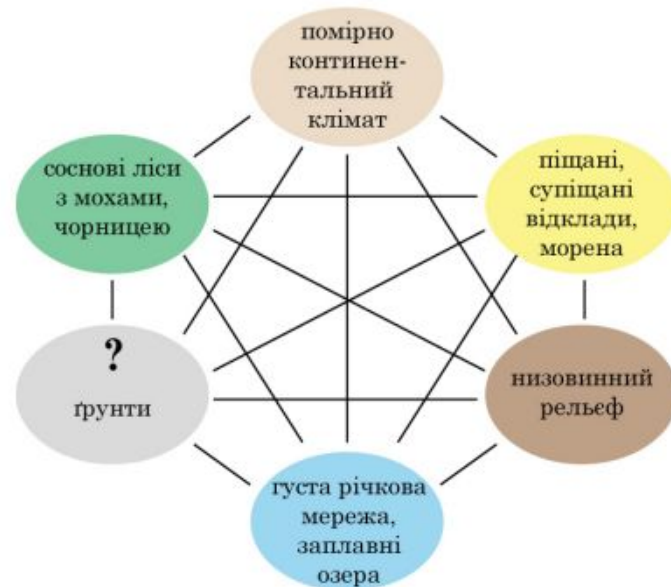 помірно
континен-
тальний
клімат
соснові ліси
з мохами,
чорницею
піщані,
супіщані
відклади,
морена
?
ґрунти
низовинний
рельєф
густа річкова
мережа,
заплавні
озера